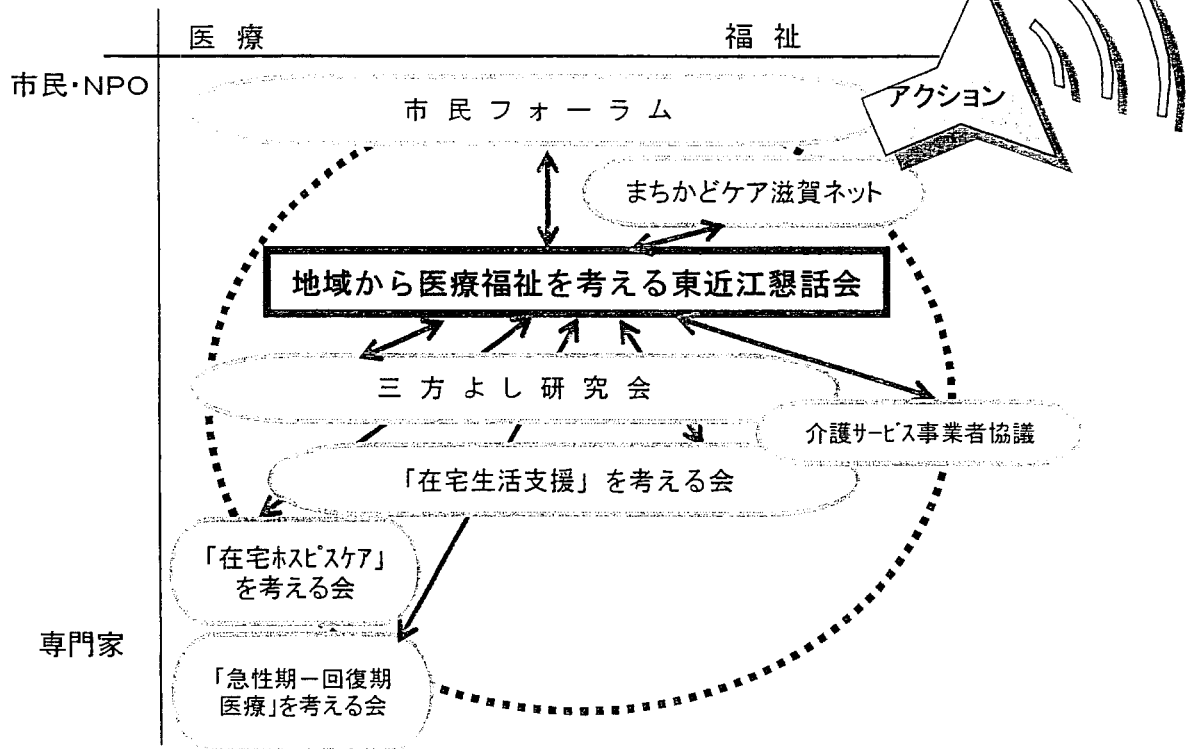 医療 福祉
市民・NPO
市民フォーラム
アクション
まちかどケア滋賀ネット
地域から医療福祉を考える東近江懇話会
三方よし研究会
介護サービス事業者協議
「在宅生活支援」を考える会
「在宅ホスピスケア」
を考える会
専門家
「急性期ー回復期
医療」を考える会